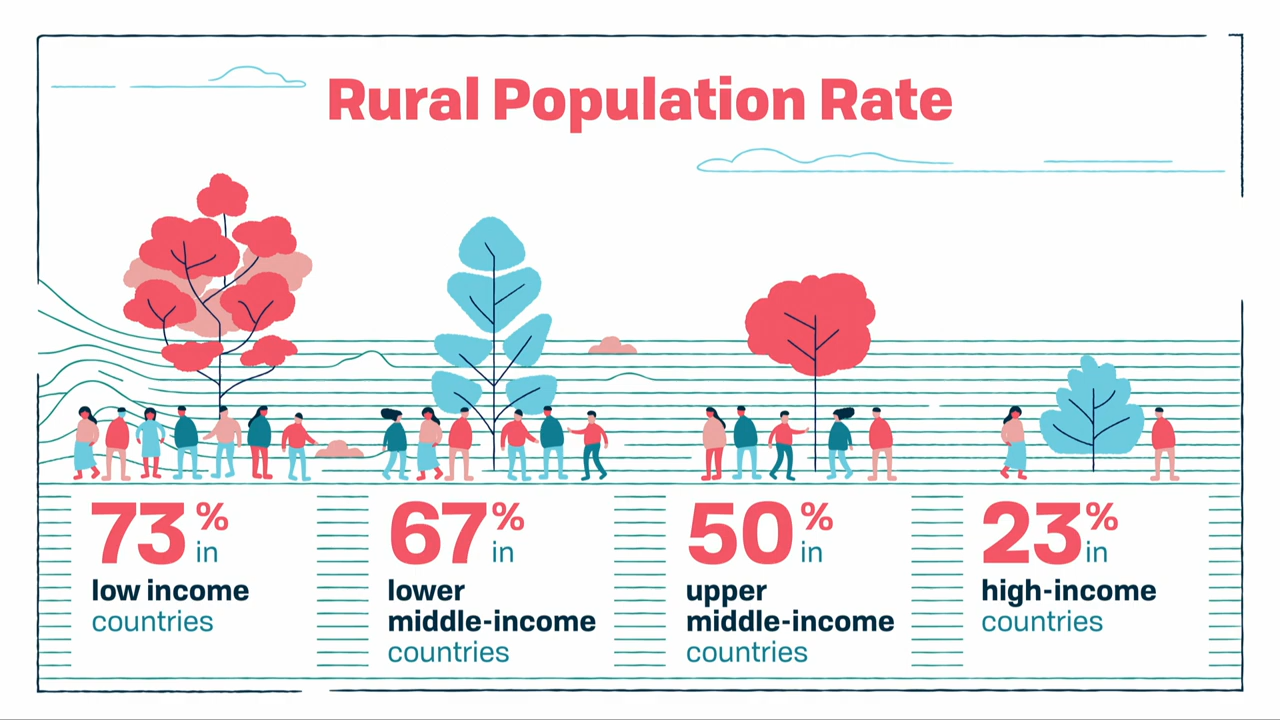 Rural Population Rate
73% in
low income
countries
67% in
lower
middle-income
countries
50% in
upper
middle-income
countries
23% in
high-income
countries